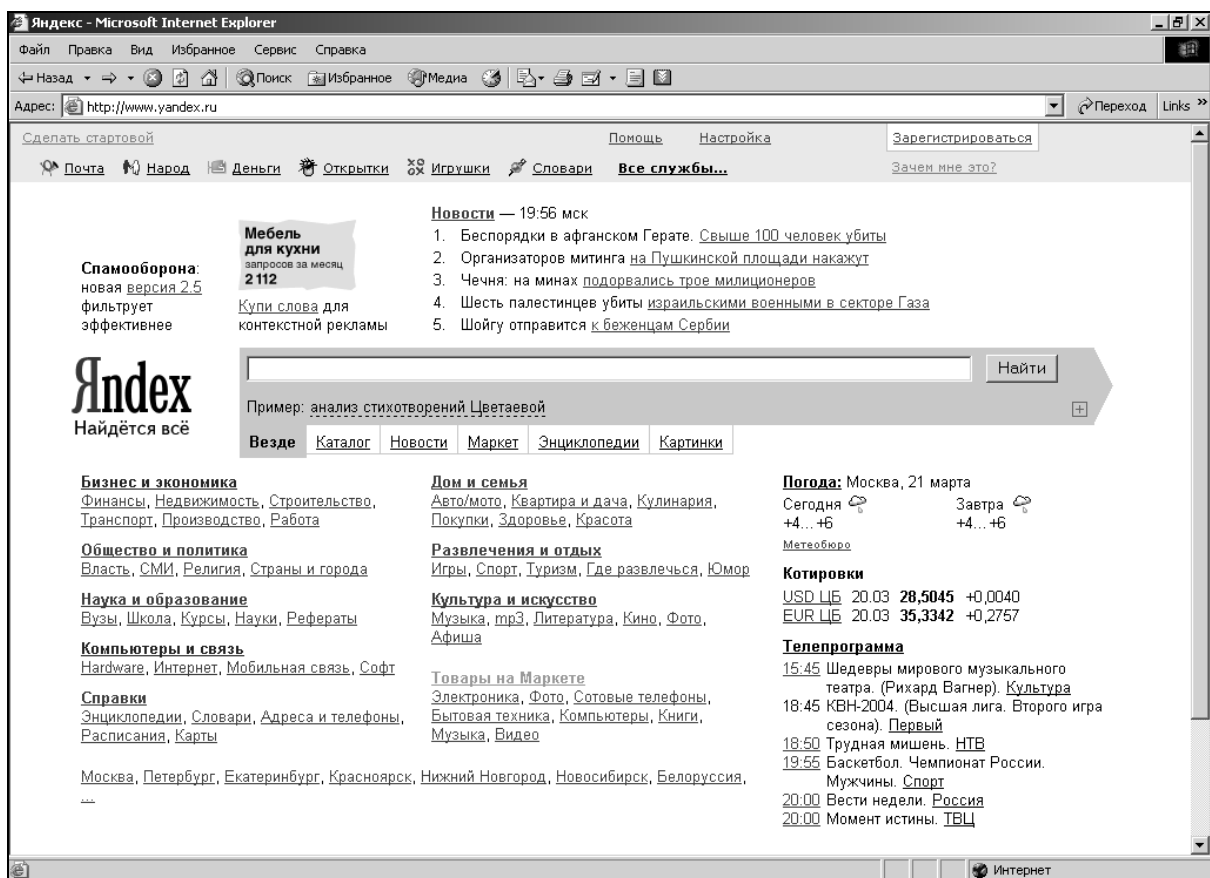 Яндекс - Microsoft Internet Explorer
Файл Правка Вид Избранное Сервис Справка
Назад Поиск Избранное Медиа
Адрес: http://www.yandex.ru Переход Links »
Сделать стартовой Помощь Настройка Зарегистрироваться
Почта Народ Деньги Открытки Игрушки Словари Все службы... Зачем мне это?
Спамооборона:
новая версия 2.5
фильтрует
эффективнее
Мебель
для кухни
запросов за месяц
2 112
Купи слова для
контекстной рекламы
Новости — 19:56 мск
1. Беспорядки в афганском Герате. Свыше 100 человек убиты
2. Организаторов митинга на Пушкинской площади накажут
3. Чечня: на минах подорвались трое милиционеров
4. Шесть палестинцев убиты израильскими военными в секторе Газа
5. Шойгу отправится к беженцам Сербии
Яndex
Найдётся всё
Найти
Пример: анализ стихотворений Цветаевой
Везде Каталог Новости Маркет Энциклопедии Картинки
Бизнес и экономика
Финансы, Недвижимость, Строительство,
Транспорт, Производство, Работа
Общество и политика
Власть, СМИ, Религия, Страны и города
Наука и образование
Вузы, Школа, Курсы, Науки, Рефераты
Компьютеры и связь
Hardware, Интернет, Мобильная связь, Софт
Справки
Энциклопедии, Словари, Адреса и телефоны,
Расписания, Карты
Дом и семья
Авто/мото, Квартира и дача, Кулинария,
Покупки, Здоровье, Красота
Развлечения и отдых
Игры, Спорт, Туризм, Где развлечься, Юмор
Культура и искусство
Музыка, mp3, Литература, Кино, Фото,
Афиша
Товары на Маркете
Электроника, Фото, Сотовые телефоны,
Бытовая техника, Компьютеры, Книги,
Музыка, Видео
Москва, Петербург, Екатеринбург, Красноярск, Нижний Новгород, Новосибирск, Белоруссия,
...
Погода: Москва, 21 марта
Сегодня Завтра
+4...+6 +4...+6
Метеобюро
Котировки
USD ЦБ 20.03 28,5045 +0,0040
EUR ЦБ 20.03 35,3342 +0,2757
Телепрограмма
15:45 Шедевры мирового музыкального
театра. (Рихард Вагнер). Культура
18:45 КВН-2004. (Высшая лига. Второго игра
сезона). Первый
18:50 Трудная мишень. НТВ
19:55 Баскетбол. Чемпионат России.
Мужчины. Спорт
20:00 Вести недели. Россия
20:00 Момент истины. ТВЦ
Интернет